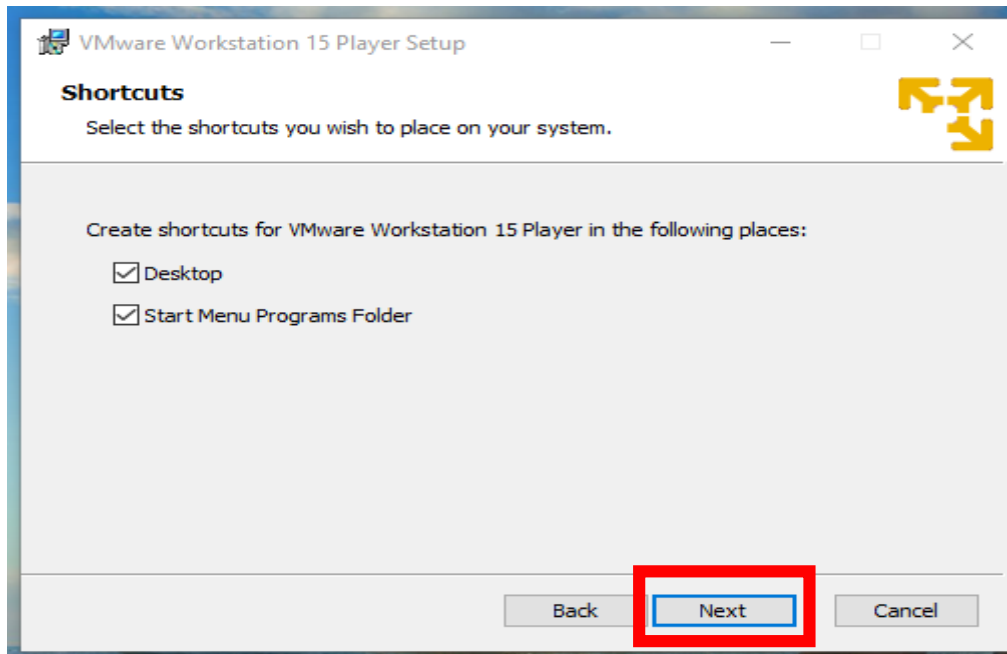 VMware Workstation 15 Player Setup
Shortcuts
Select the shortcuts you wish to place on your system.
Create shortcuts for VMware Workstation 15 Player in the following places:
Desktop
Start Menu Programs Folder
Back Next Cancel